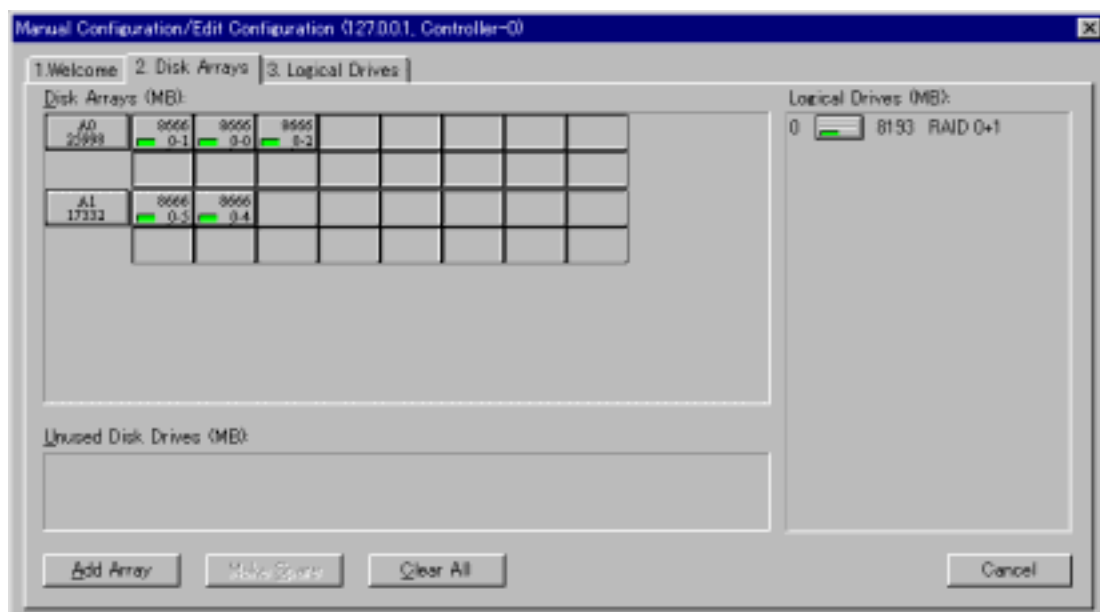 Manual Configuration/Edit Configuration (127.0.0.1, Controller-0)
1.Welcome 2. Disk Arrays 3. Logical Drives
Disk Arrays (MB):
A0 8666 8666 8666
25998 0-1 0-0 0-2
A1 8666 8666
17332 0-5 0-4
Unused Disk Drives (MB):
Add Array Make Spare Clear All
Logical Drives (MB):
0 8193 RAID 0+1
Cancel